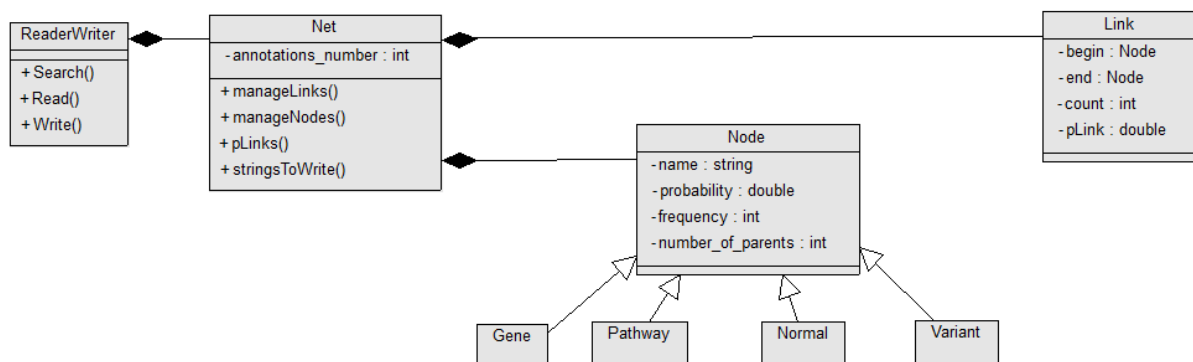 ReaderWriter
+ Search()
+ Read()
+ Write()
Net
- annotations_number : int
+ manageLinks()
+ manageNodes()
+ pLinks()
+ stringsToWrite()
Link
- begin : Node
- end : Node
- count : int
- pLink : double
Node
- name : string
- probability : double
- frequency : int
- number_of_parents : int
Gene
Pathway
Normal
Variant